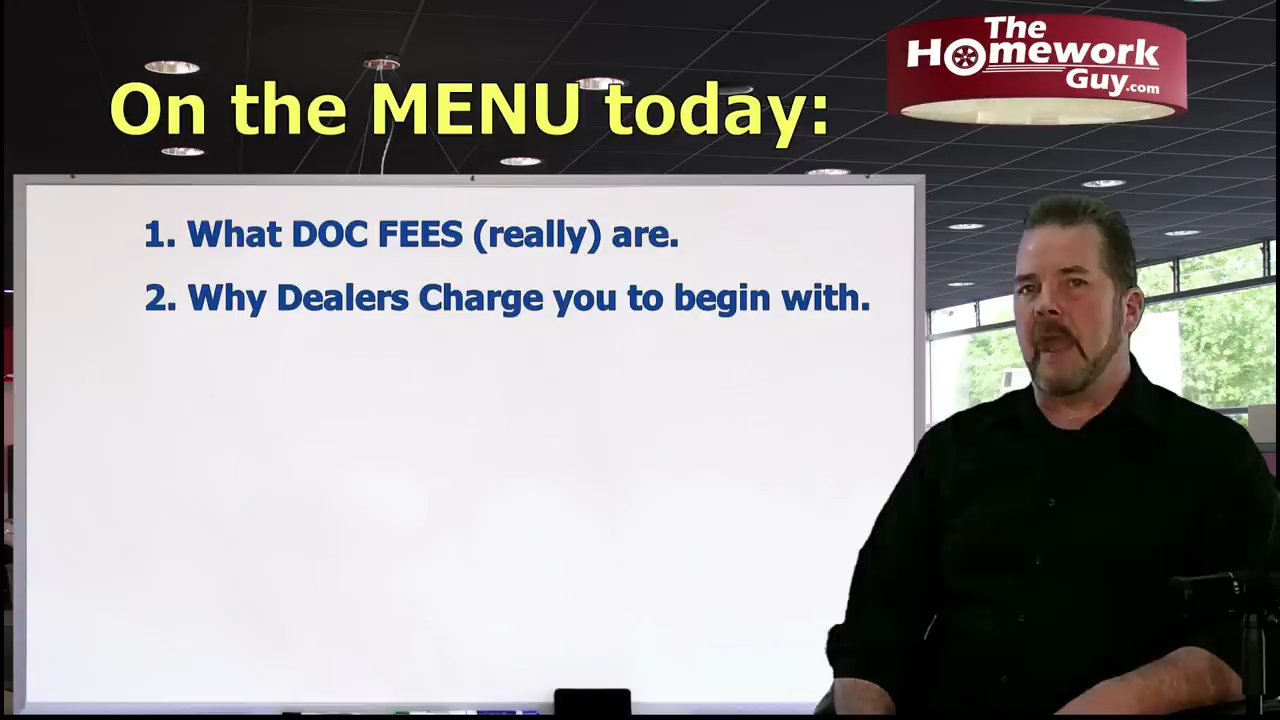 On the MENU today:
The
Homework
Guy.com
1. What DOC FEES (really) are.
2. Why Dealers Charge you to begin with.